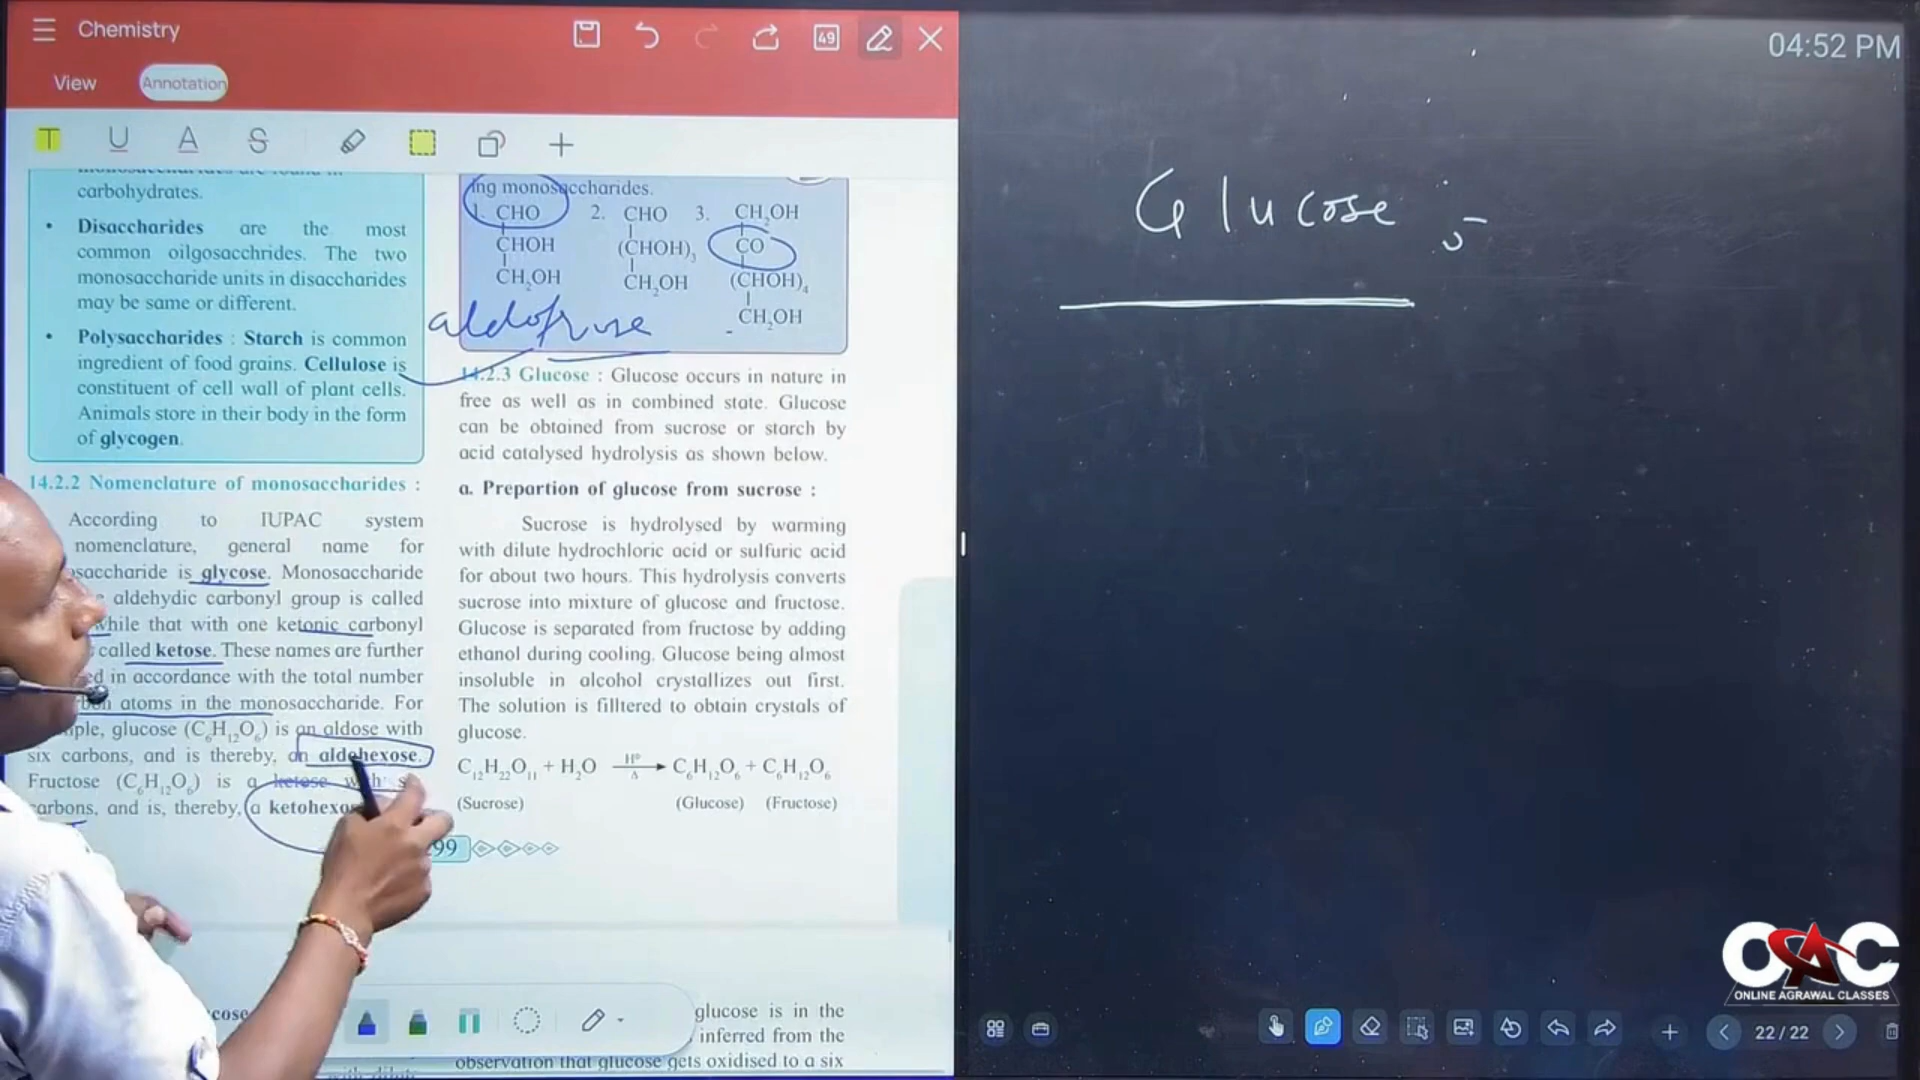 Chemistry
49
View
Annotation
T U A S
carbohydrates.
• Disaccharides are the most
common oilgosacchrides. The two
monosaccharide units in disaccharides
may be same or different.
• Polysaccharides : Starch is common
ingredient of food grains. Cellulose is
constituent of cell wall of plant cells.
Animals store in their body in the form
of glycogen.
14.2.2 Nomenclature of monosaccharides :
According to IUPAC system
nomenclature, general name for
saccharide is glycose. Monosaccharide
aldehydic carbonyl group is called
while that with one ketonic carbonyl
called ketose. These names are further
in accordance with the total number
atoms in the monosaccharide. For
glucose (C₆H₁₂O₆) is an aldose with
six carbons, and is thereby, an aldohexose.
Fructose (C₆H₁₂O₆) is a ketose with
carbons, and is, thereby, a
99
ing monosaccharides.
1. CHO 2. CHO 3. CH₂OH
CHOH (CHOH)₃ CO
CH₂OH CH₂OH (CHOH)₄
CH₂OH
14.2.3 Glucose : Glucose occurs in nature in
free as well as in combined state. Glucose
can be obtained from sucrose or starch by
acid catalysed hydrolysis as shown below.
a. Prepartion of glucose from sucrose :
Sucrose is hydrolysed by warming
with dilute hydrochloric acid or sulfuric acid
for about two hours. This hydrolysis converts
sucrose into mixture of glucose and fructose.
Glucose is separated from fructose by adding
ethanol during cooling. Glucose being almost
insoluble in alcohol crystallizes out first.
The solution is filltered to obtain crystals of
glucose.
C₁₂H₂₂O₁₁ + H₂O H⊕ Δ → C₆H₁₂O₆ + C₆H₁₂O₆
(Sucrose) (Glucose) (Fructose)
glucose is in the
inferred from the
observation that glucose gets oxidised to a six
04:52 PM
Glucose :
OAC
ONLINE AGRAWAL CLASSES
22/22